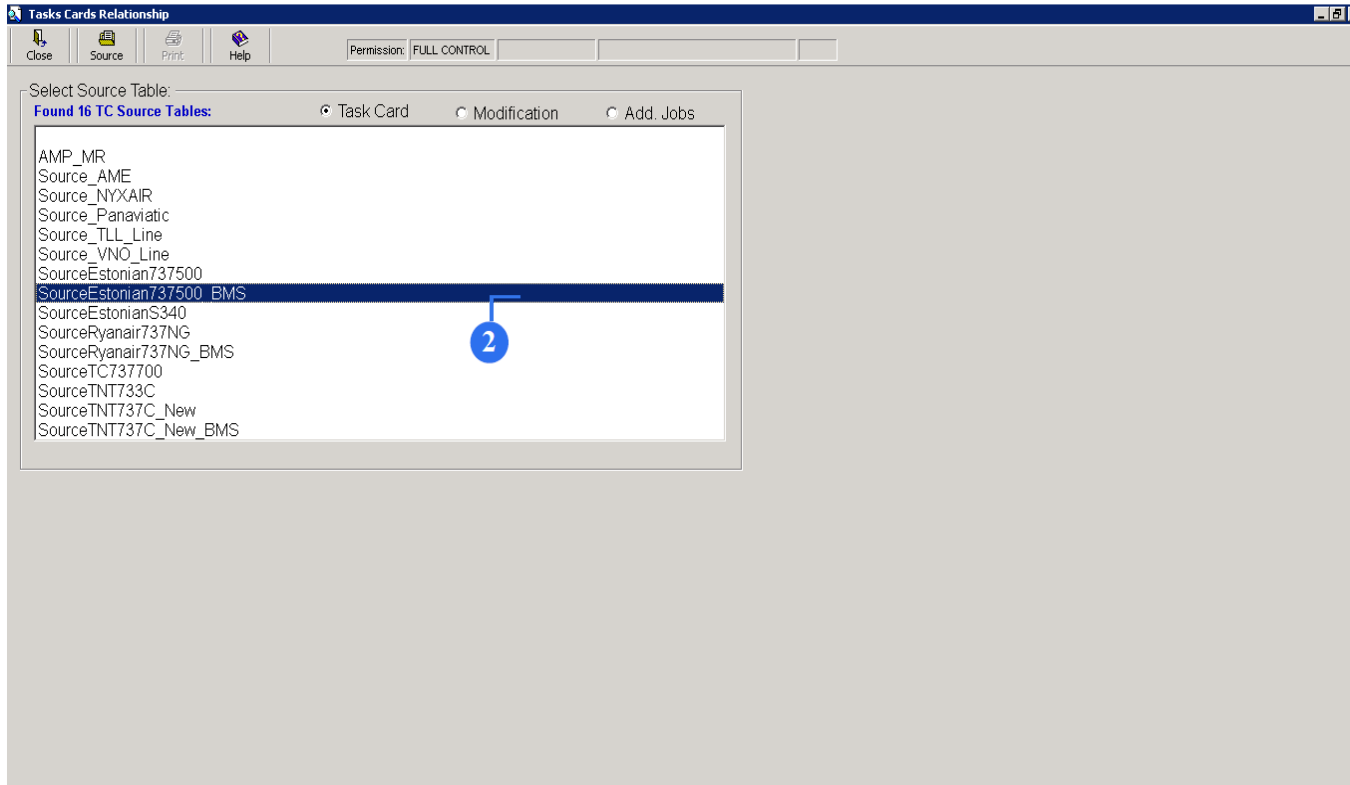 Tasks Cards Relationship
Close Source Print Help Permission: FULL CONTROL
Select Source Table:
Found 16 TC Source Tables: Task Card Modification Add. Jobs
AMP_MR
Source_AME
Source_NYXAIR
Source_Panaviatic
Source_TLL_Line
Source_VNO_Line
SourceEstonian737500
SourceEstonian737500_BMS
SourceEstonianS340
SourceRyanair737NG
2
SourceRyanair737NG_BMS
SourceTC737700
SourceTNT733C
SourceTNT737C_New
SourceTNT737C_New_BMS